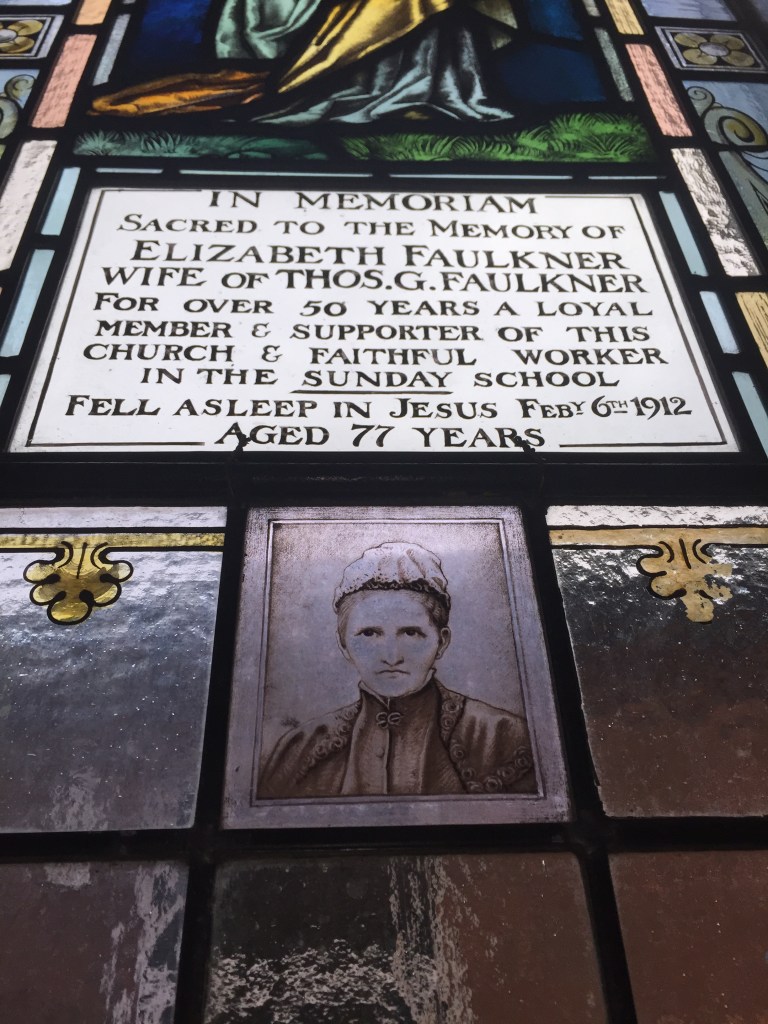 IN MEMORIAM
SACRED TO THE MEMORY OF
ELIZABETH FAULKNER
WIFE OF THOS. G. FAULKNER
FOR OVER 50 YEARS A LOYAL
MEMBER & SUPPORTER OF THIS
CHURCH & FAITHFUL WORKER
IN THE SUNDAY SCHOOL
FELL ASLEEP IN JESUS FEBY 6TH 1912
AGED 77 YEARS